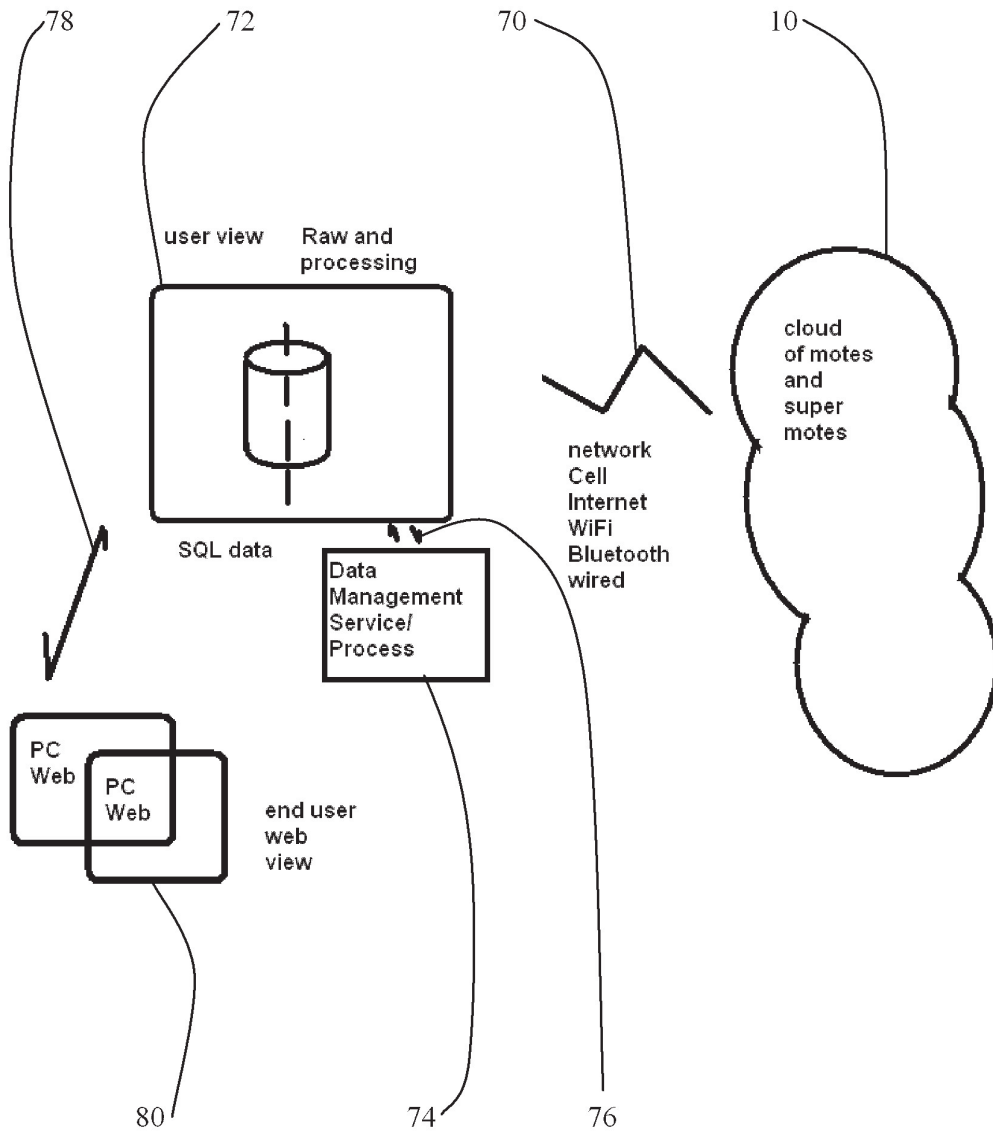 78
72
70
10
user view
Raw and
processing
cloud
of motes
and
super
motes
network
Cell
Internet
WiFi
Bluetooth
wired
SQL data
Data
Management
Service/
Process
PC
Web
PC
Web
end user
web
view
80
74
76